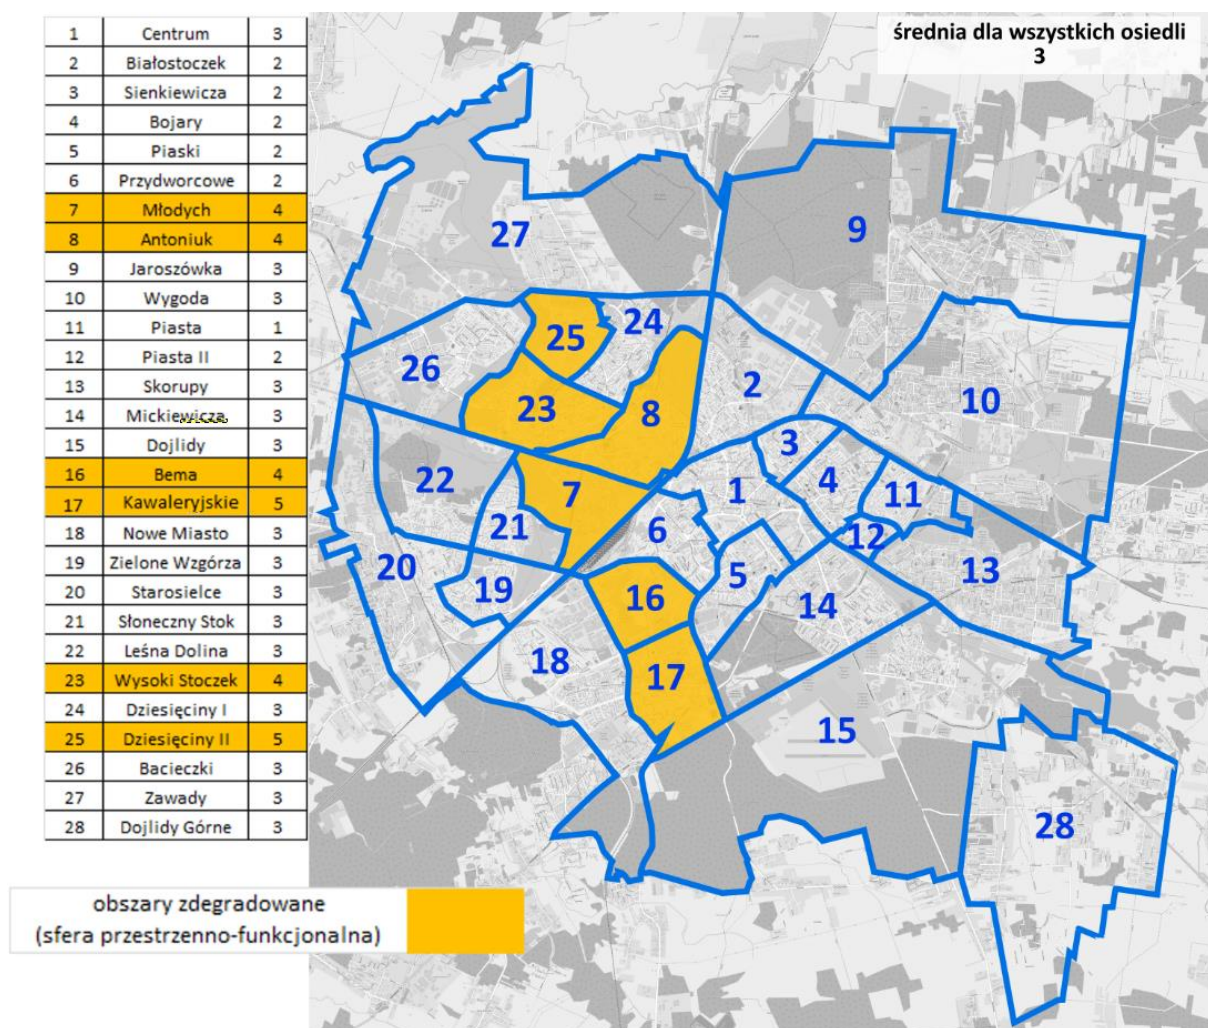 1 Centrum 3
2 Białostoczek 2
3 Sienkiewicza 2
4 Bojary 2
5 Piaski 2
6 Przydworcowe 2
7 Młodych 4
8 Antoniuk 4
9 Jaroszówka 3
10 Wygoda 3
11 Piasta 1
12 Piasta II 2
13 Skorupy 3
14 Mickiewicza 3
15 Dojlidy 3
16 Bema 4
17 Kawaleryjskie 5
18 Nowe Miasto 3
19 Zielone Wzgórza 3
20 Starosielce 3
21 Słoneczny Stok 3
22 Leśna Dolina 3
23 Wysoki Stoczek 4
24 Dziesięciny I 3
25 Dziesięciny II 5
26 Bacieczki 3
27 Zawady 3
28 Dojlidy Górne 3
średnia dla wszystkich osiedli
3
27
9
25
24
26
23
8
2
10
3
22
7
1
4
11
21
6
12
20
19
16
5
14
13
18
17
15
28
obszary zdegradowane
(sfera przestrzenno-funkcjonalna)